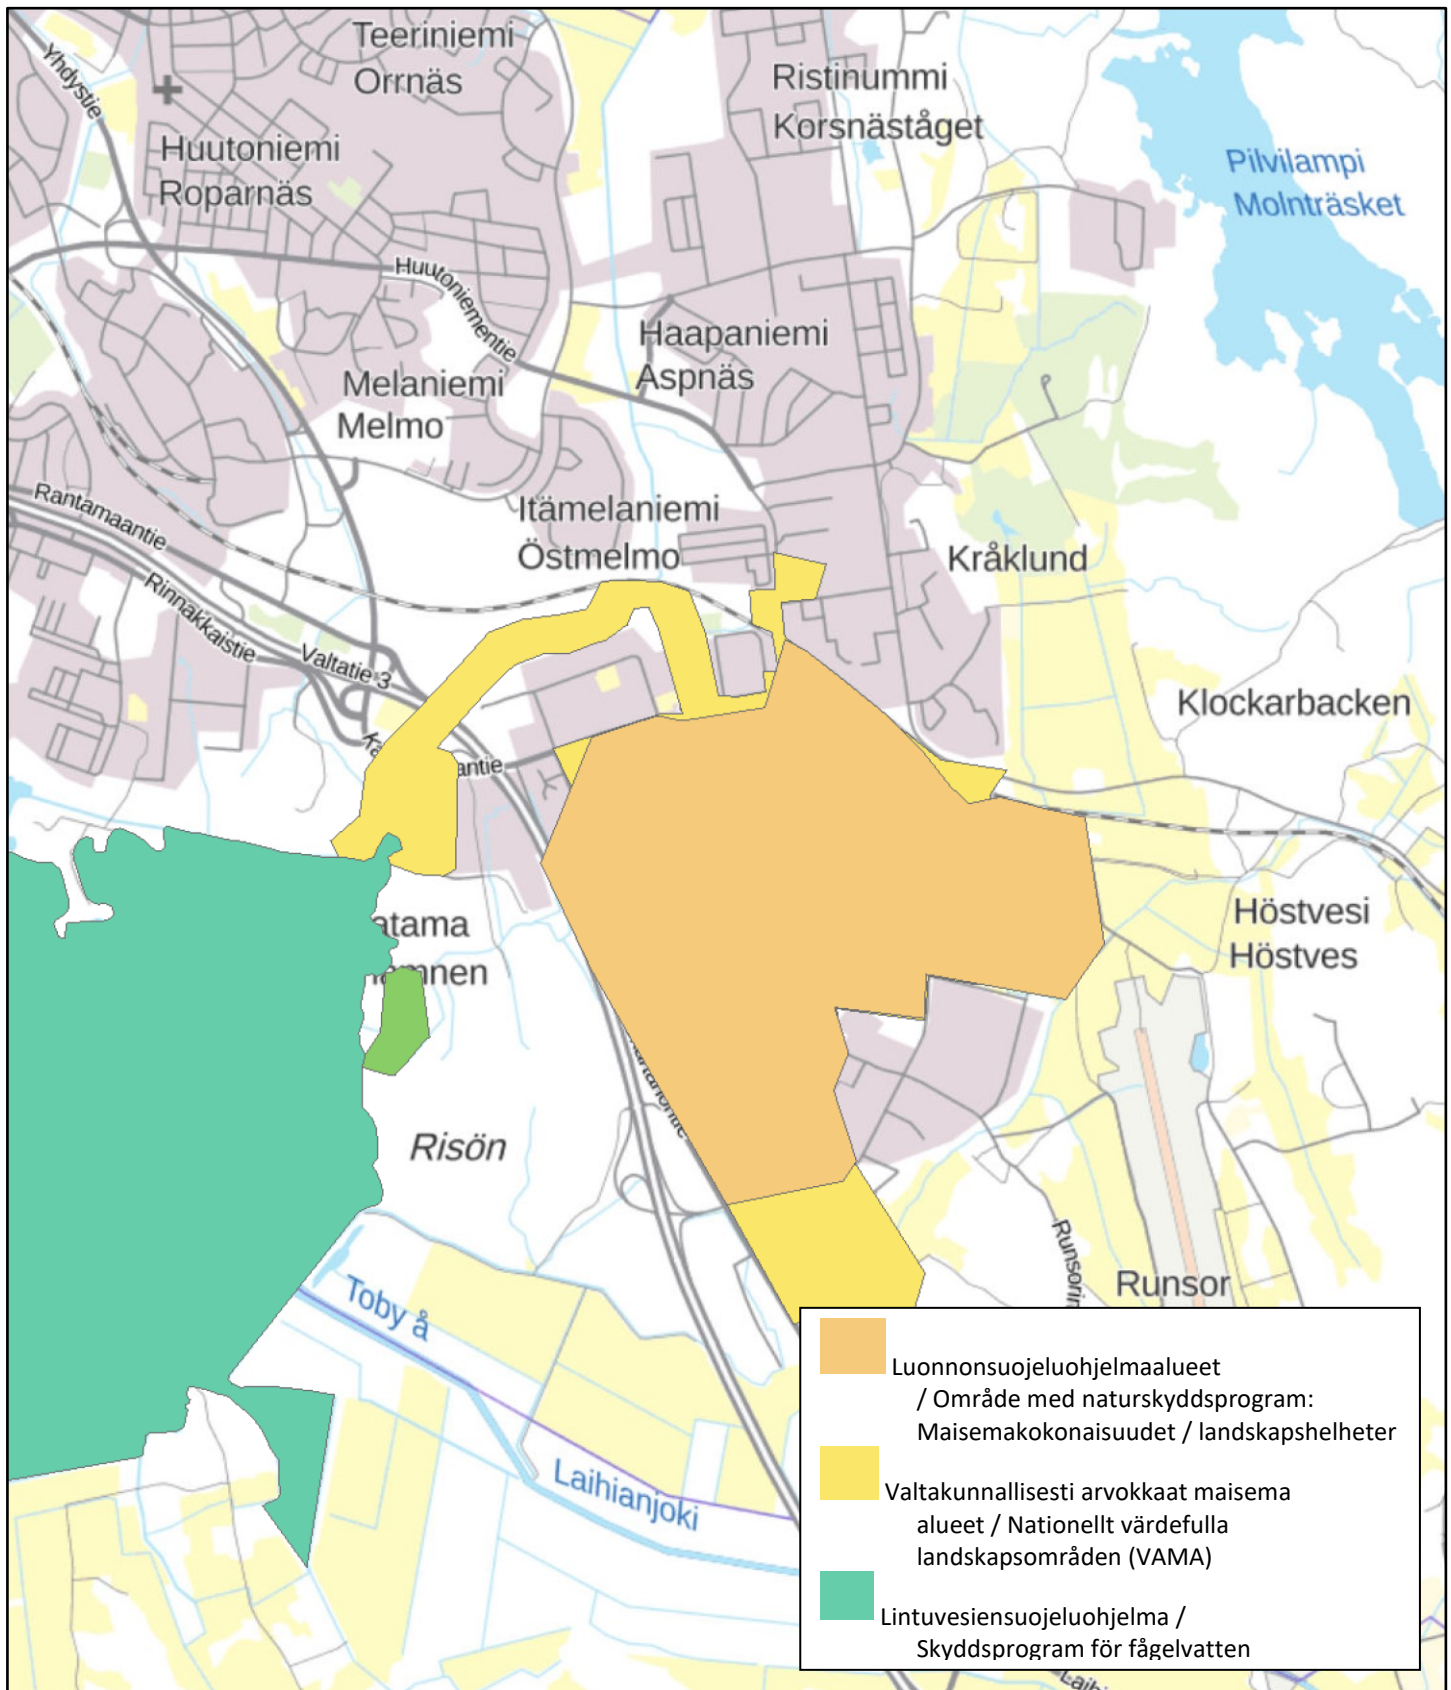 Teeriniemi
Orrnäs
Yhdystie
Ristinummi
Korsnäståget
Huutoniemi
Roparnäs
Pilvilampi
Molnträsket
Huutoniementie
Haapaniemi
Aspnäs
Melaniemi
Melmo
Rantamaantie
Itämelaniemi
Östmelmo
Kråklund
Rinnakkaistie
Valtatie 3
Klockarbacken
antie
Höstvesi
Höstves
atama
Risön
Toby å
Runsor
Laihianjoki
Luonnonsuojeluohjelmaalueet
/ Område med naturskyddsprogram:
Maisemakokonaisuudet / landskapshelheter
Valtakunnallisesti arvokkaat maisema
alueet / Nationellt värdefulla
landskapsområden (VAMA)
Lintuvesiensuojeluohjelma /
Skyddsprogram för fågelvatten